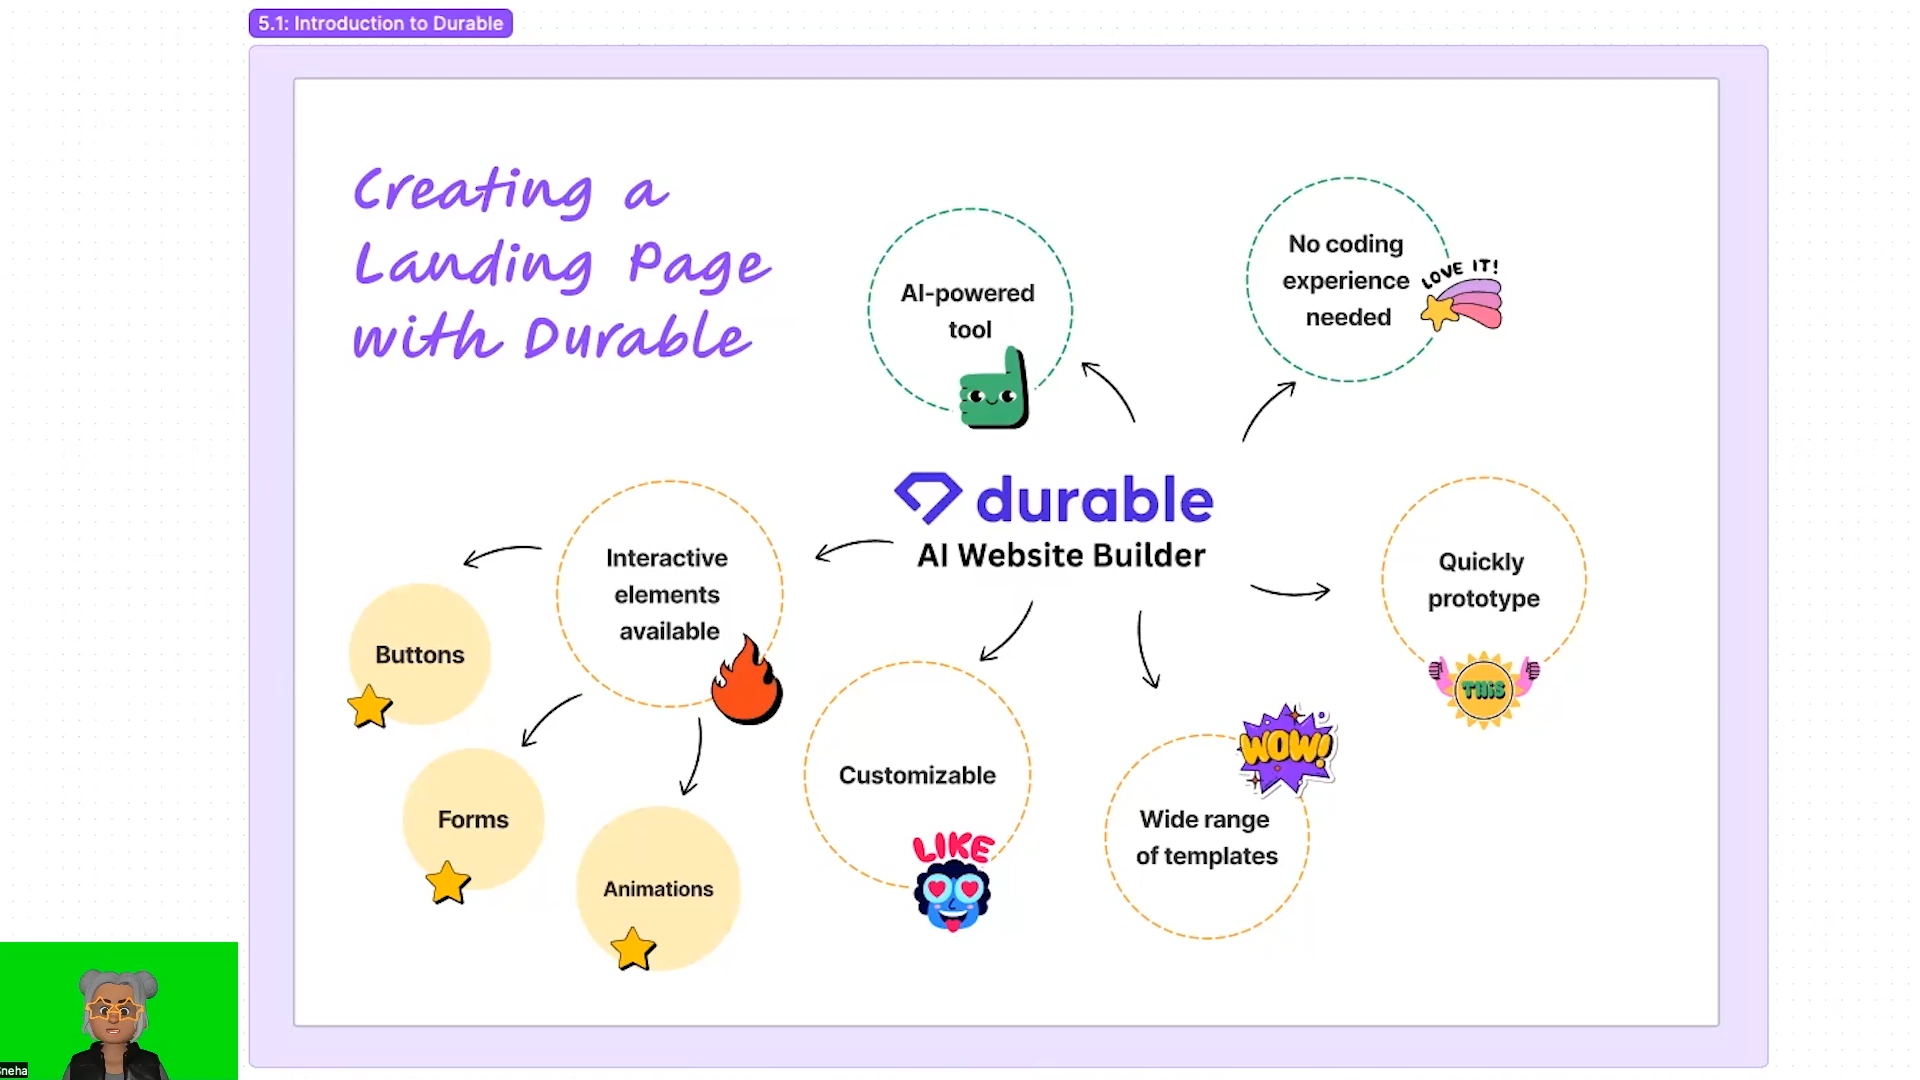 5.1: Introduction to Durable
Creating a
Landing Page
with Durable
AI-powered
tool
No coding
experience
needed
LOVE IT!
durable
AI Website Builder
Interactive
elements
available
Quickly
prototype
THIS
Buttons
Forms
Animations
Customizable
LIKE
WOW!
Wide range
of templates
Sneha